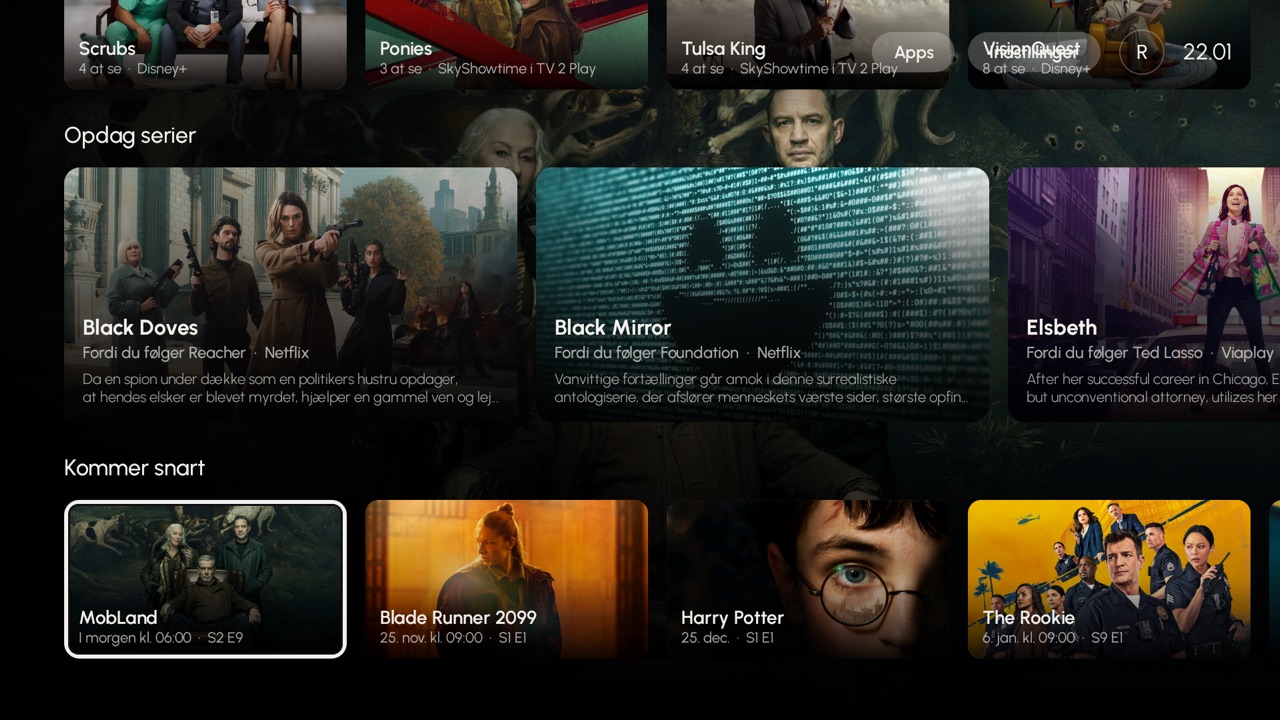 Scrubs
4 at se · Disney+
Ponies
3 at se · SkyShowtime i TV 2 Play
Tulsa King
4 at se · SkyShowtime i TV 2 Play
Apps
VisionQuest
Indstillinger
8 at se · Disney+
R
22.01
Opdag serier
Black Doves
Fordi du følger Reacher · Netflix
Da en spion under dække som en politikers hustru opdager,
at hendes elsker er blevet myrdet, hjælper en gammel ven og lej...
Black Mirror
Fordi du følger Foundation · Netflix
Vanvittige fortællinger går amok i denne surrealistiske
antologiserie, der afslører menneskets værste sider, største opfin...
Elsbeth
Fordi du følger Ted Lasso · Viaplay
After her successful career in Chicago, E
but unconventional attorney, utilizes her
Kommer snart
MobLand
I morgen kl. 06:00 · S2 E9
Blade Runner 2099
25. nov. kl. 09:00 · S1 E1
Harry Potter
25. dec. · S1 E1
The Rookie
6. jan. kl. 09:00 · S9 E1